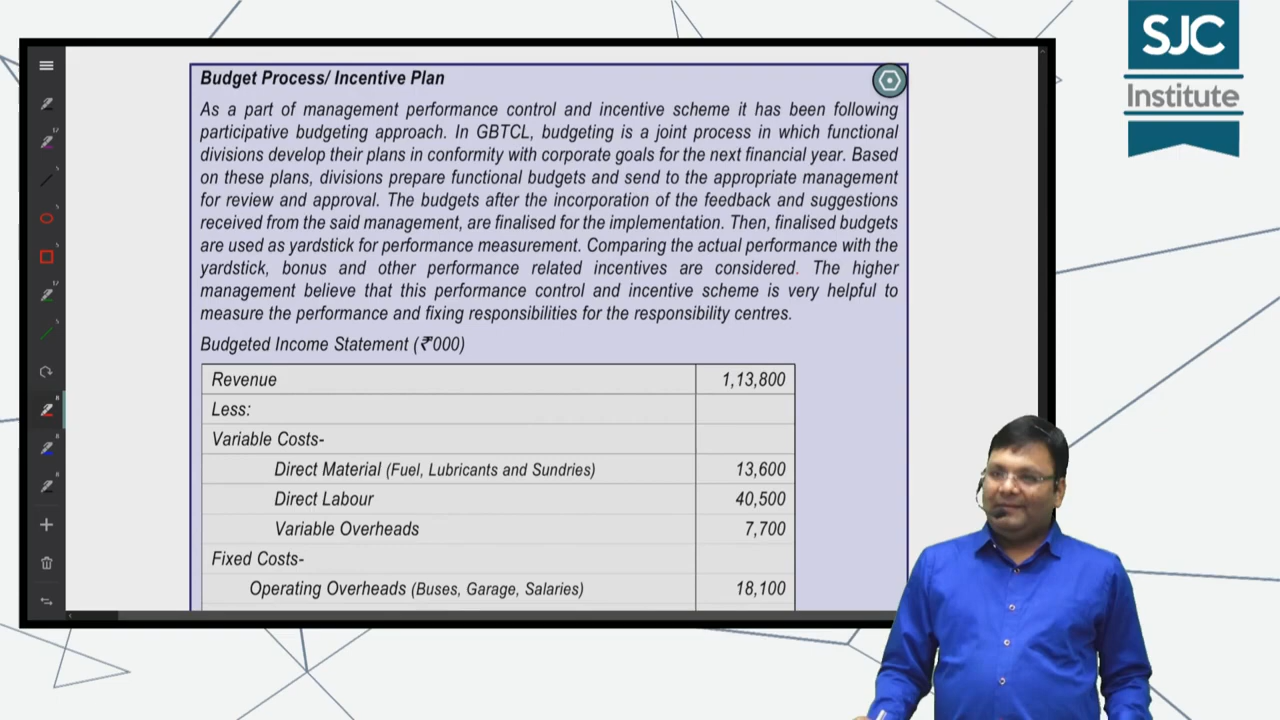 SJC
Institute
Budget Process/ Incentive Plan
As a part of management performance control and incentive scheme it has been following
participative budgeting approach. In GBTCL, budgeting is a joint process in which functional
divisions develop their plans in conformity with corporate goals for the next financial year. Based
on these plans, divisions prepare functional budgets and send to the appropriate management
for review and approval. The budgets after the incorporation of the feedback and suggestions
received from the said management, are finalised for the implementation. Then, finalised budgets
are used as yardstick for performance measurement. Comparing the actual performance with the
yardstick, bonus and other performance related incentives are considered. The higher
management believe that this performance control and incentive scheme is very helpful to
measure the performance and fixing responsibilities for the responsibility centres.
Budgeted Income Statement (₹'000)
Revenue 1,13,800
Less:
Variable Costs-
Direct Material (Fuel, Lubricants and Sundries) 13,600
Direct Labour 40,500
Variable Overheads 7,700
Fixed Costs-
Operating Overheads (Buses, Garage, Salaries) 18,100